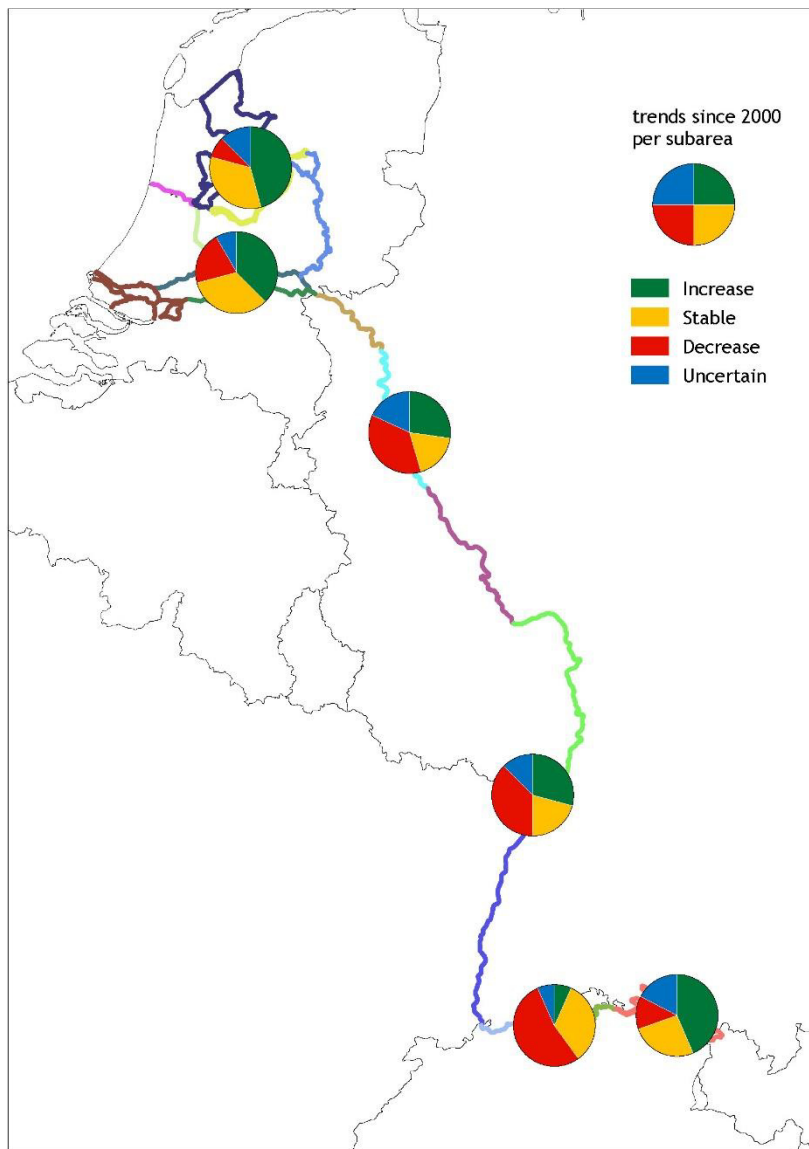 trends since 2000
per subarea
Increase
Stable
Decrease
Uncertain